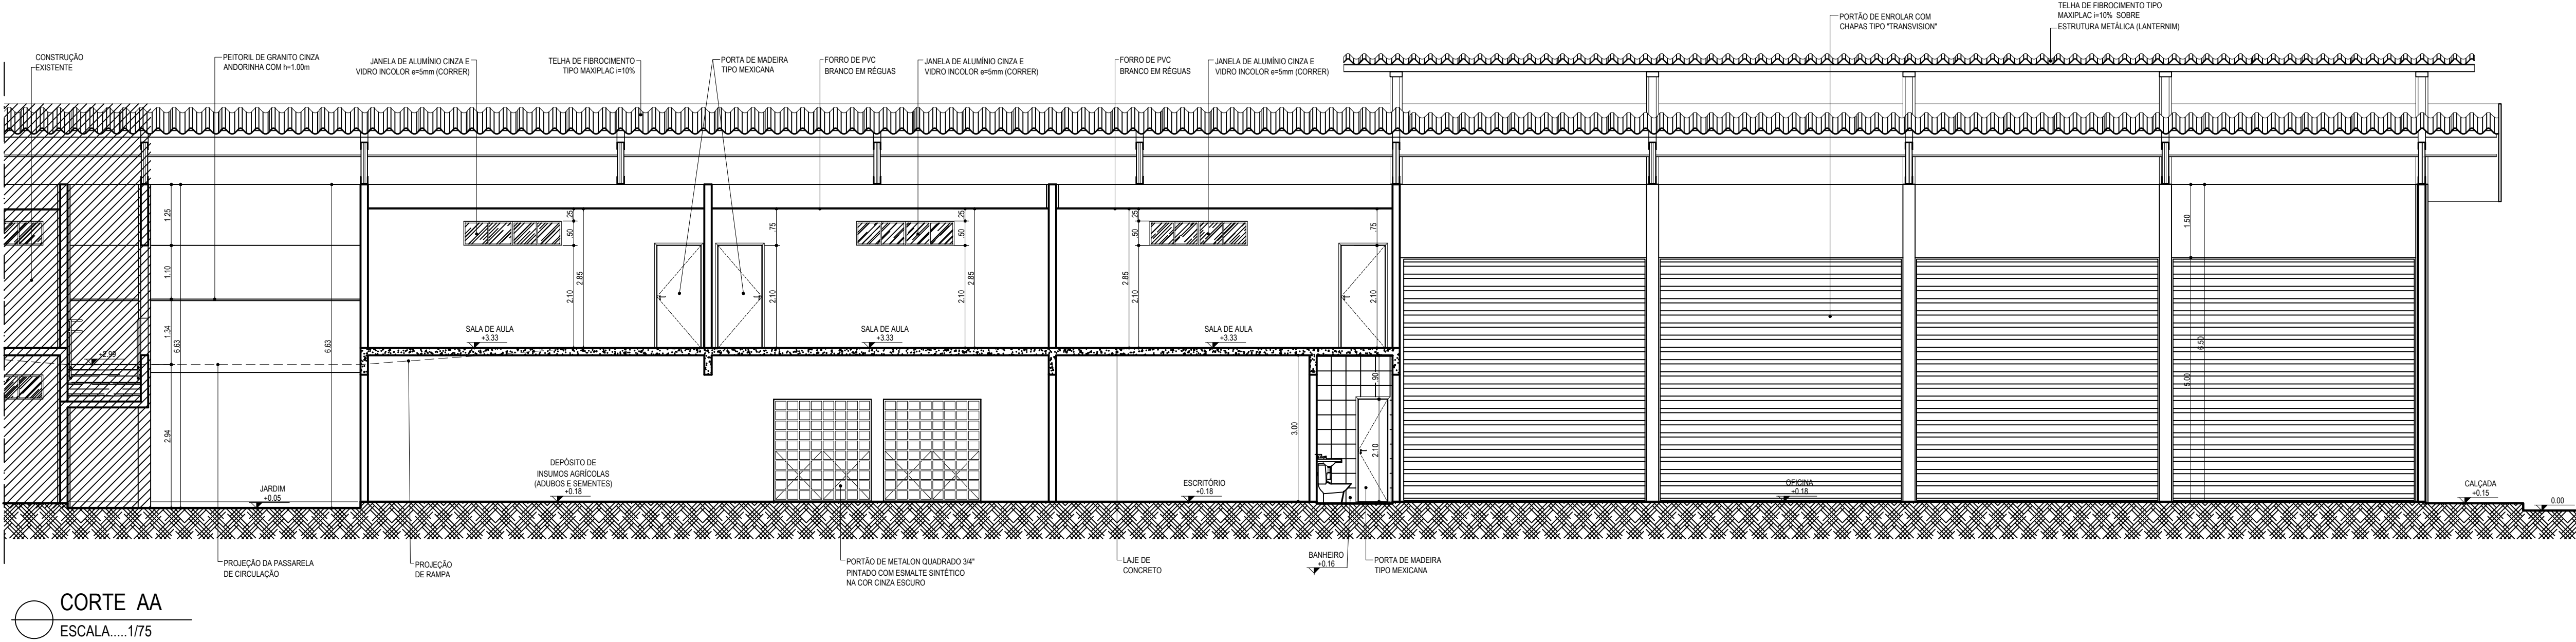 CONSTRUÇÃO
EXISTENTE
PEITORIL DE GRANITO CINZA
ANDORINHA COM h=1.00m
JANELA DE ALUMÍNIO CINZA E
VIDRO INCOLOR e=5mm (CORRER)
TELHA DE FIBROCIMENTO
TIPO MAXIPLAC i=10%
PORTA DE MADEIRA
TIPO MEXICANA
FORRO DE PVC
BRANCO EM RÉGUAS
JANELA DE ALUMÍNIO CINZA E
VIDRO INCOLOR e=5mm (CORRER)
FORRO DE PVC
BRANCO EM RÉGUAS
JANELA DE ALUMÍNIO CINZA E
VIDRO INCOLOR e=5mm (CORRER)
PORTÃO DE ENROLAR COM
CHAPAS TIPO "TRANSVISION"
TELHA DE FIBROCIMENTO TIPO
MAXIPLAC i=10% SOBRE
ESTRUTURA METÁLICA (LANTERNIM)
1.25
1.10
1.34
6.63
2.94
6.63
+2.99
.25
.50
2.85
2.10
.75
2.10
.25
.50
2.85
2.10
.25
.50
2.85
2.10
.75
2.10
1.50
6.50
5.00
SALA DE AULA
+3.33
SALA DE AULA
+3.33
SALA DE AULA
+3.33
3.00
.90
2.10
JARDIM
+0.05
DEPÓSITO DE
INSUMOS AGRÍCOLAS
(ADUBOS E SEMENTES)
+0.18
ESCRITÓRIO
+0.18
OFICINA
+0.18
CALÇADA
+0.15
0.00
PROJEÇÃO DA PASSARELA
DE CIRCULAÇÃO
PROJEÇÃO
DE RAMPA
PORTÃO DE METALON QUADRADO 3/4"
PINTADO COM ESMALTE SINTÉTICO
NA COR CINZA ESCURO
LAJE DE
CONCRETO
BANHEIRO
+0.16
PORTA DE MADEIRA
TIPO MEXICANA
CORTE AA
ESCALA.....1/75